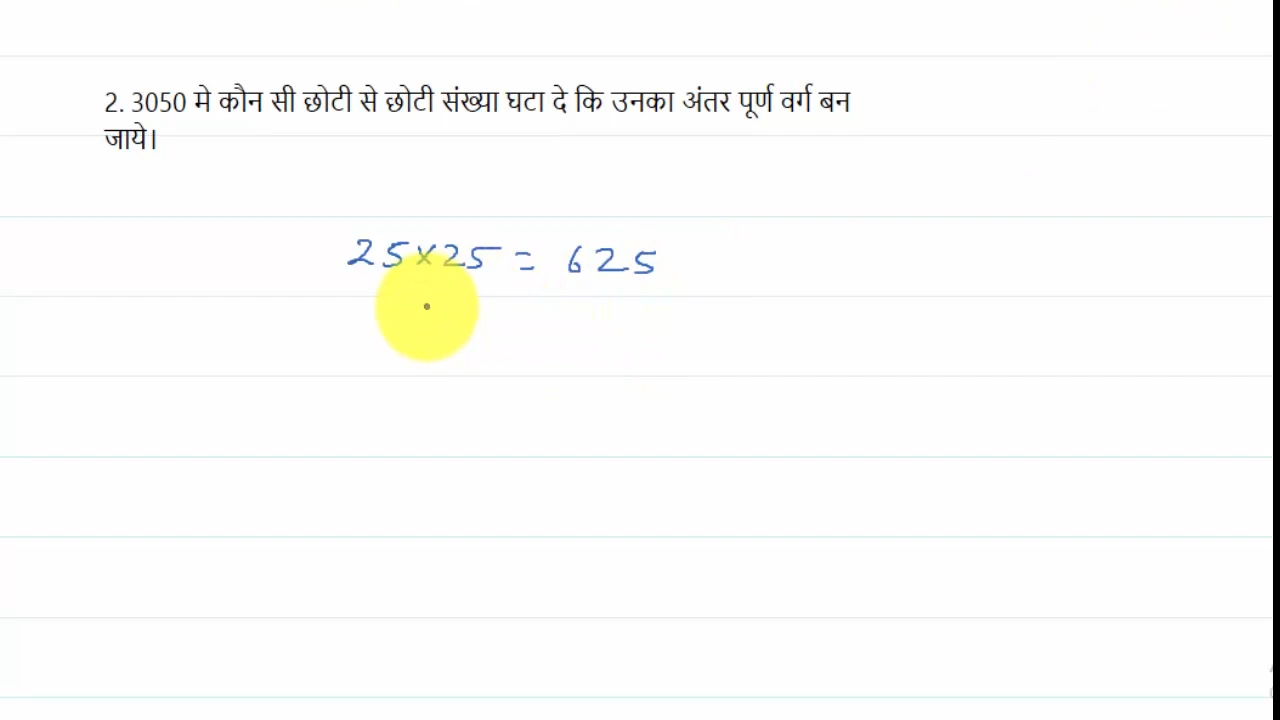 2. 3050 मे कौन सी छोटी से छोटी संख्या घटा दे कि उनका अंतर पूर्ण वर्ग बन
जाये।
25×25 = 625